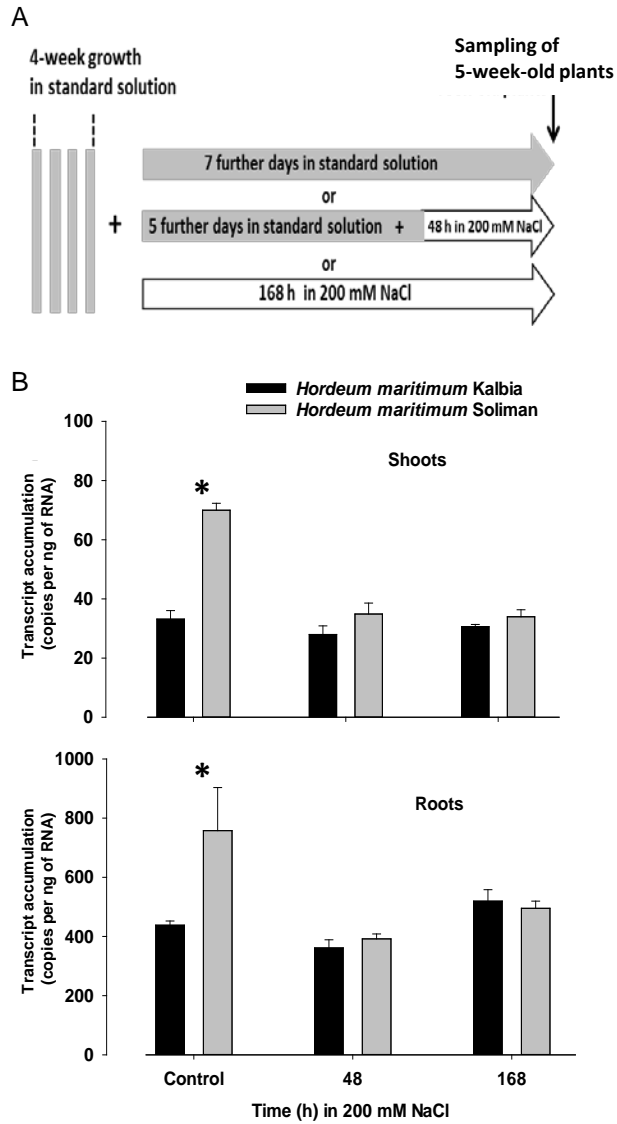 A
4-week growth
in standard solution
Sampling of
5-week-old plants
7 further days in standard solution
or
+
5 further days in standard solution +
48 h in 200 mM NaCl
or
168 h in 200 mM NaCl
B
Hordeum maritimum Kalbia
Hordeum maritimum Soliman
Shoots
Transcript accumulation
(copies per ng of RNA)
100
80
60
40
20
0
*
Roots
Transcript accumulation
(copies per ng of RNA)
1000
800
600
400
200
0
*
Control 48 168
Time (h) in 200 mM NaCl